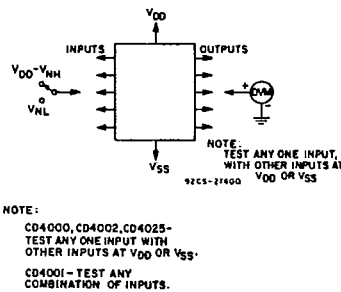 VDD
INPUTS
OUTPUTS
VDD-VNH
VNL
+
DVM
-
VSS
NOTE:
TEST ANY ONE INPUT,
WITH OTHER INPUTS AT
VDD OR VSS
92CS-27400
NOTE:
CD4000, CD4002, CD4025-
TEST ANY ONE INPUT WITH
OTHER INPUTS AT VDD OR VSS.
CD4001-TEST ANY
COMBINATION OF INPUTS.